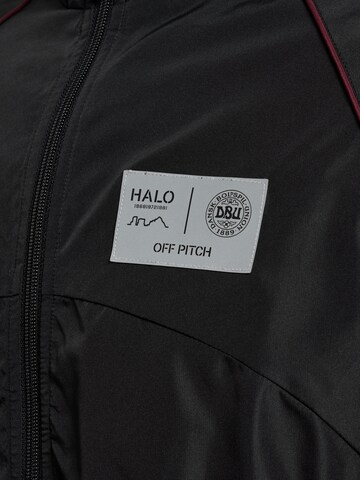 HALO
DANSK·BOLDSPIL-UNION
DBU
1889
OFF PITCH